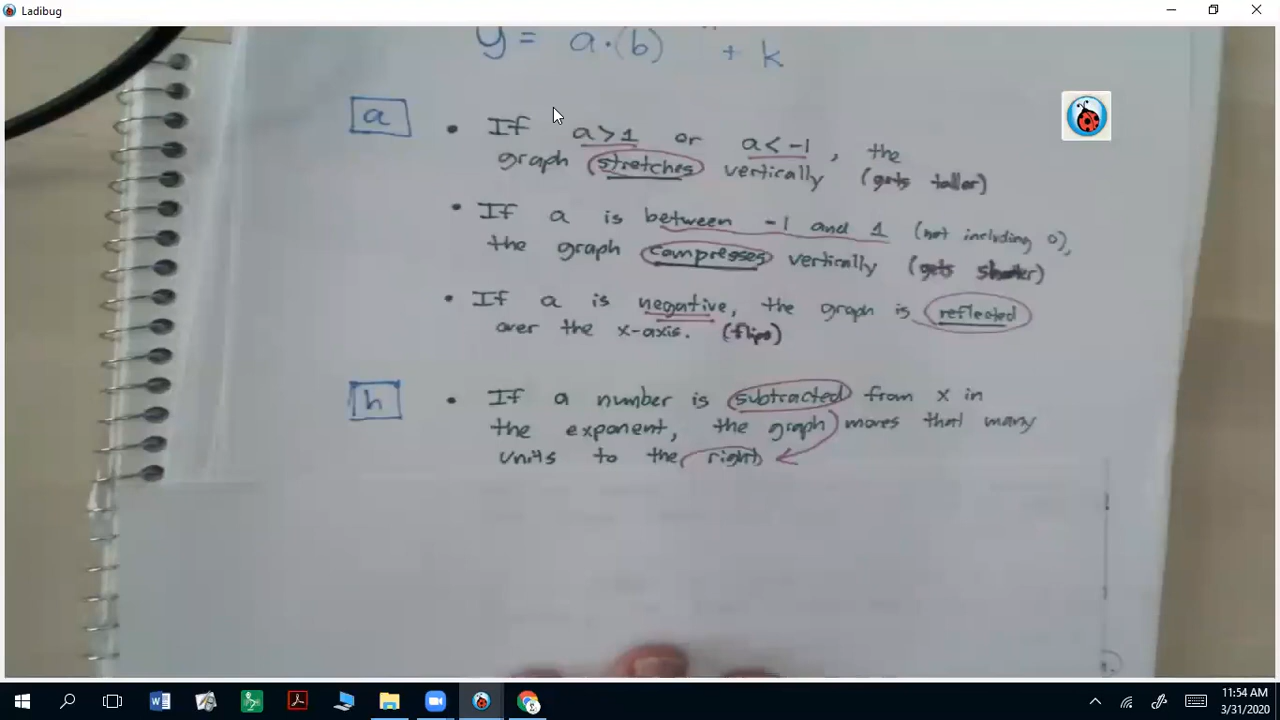 Ladibug
y = a·(b)
+ k
a
• If a > 1 or a < -1, the
graph stretches vertically (gets taller)
• If a is between -1 and 1 (not including 0),
the graph compresses vertically (gets
• If a is negative, the graph is reflected
over the x-axis. (flips)
h
• If a number is subtracted from x in
the exponent, the graph moves that many
units to the right
11:54 AM
3/31/2020